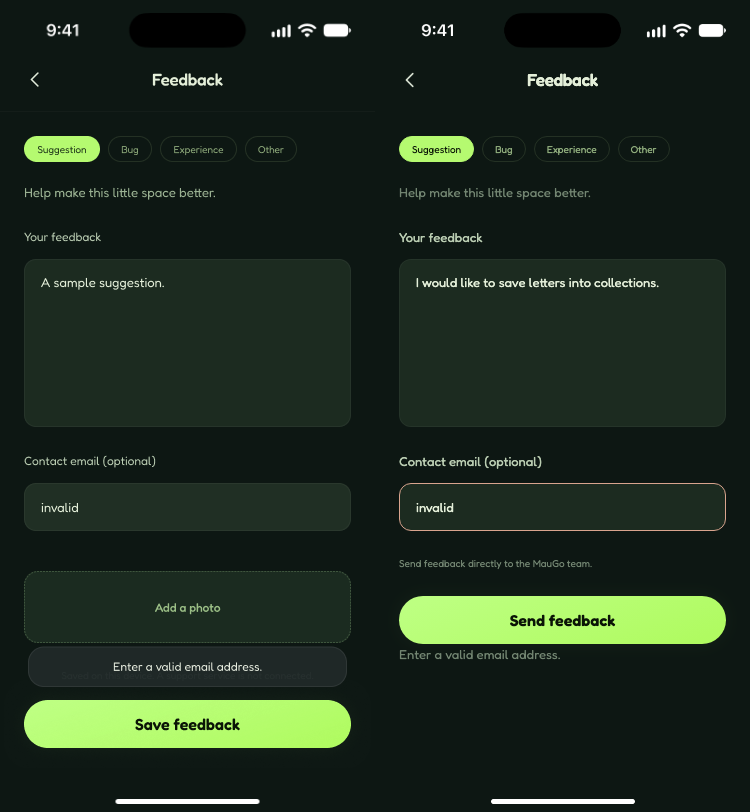 9:41
Feedback
Suggestion Bug Experience Other
Help make this little space better.
Your feedback
A sample suggestion.
Contact email (optional)
invalid
Add a photo
Enter a valid email address.
Save feedback
9:41
Feedback
Suggestion Bug Experience Other
Help make this little space better.
Your feedback
I would like to save letters into collections.
Contact email (optional)
invalid
Send feedback directly to the MauGo team.
Send feedback
Enter a valid email address.